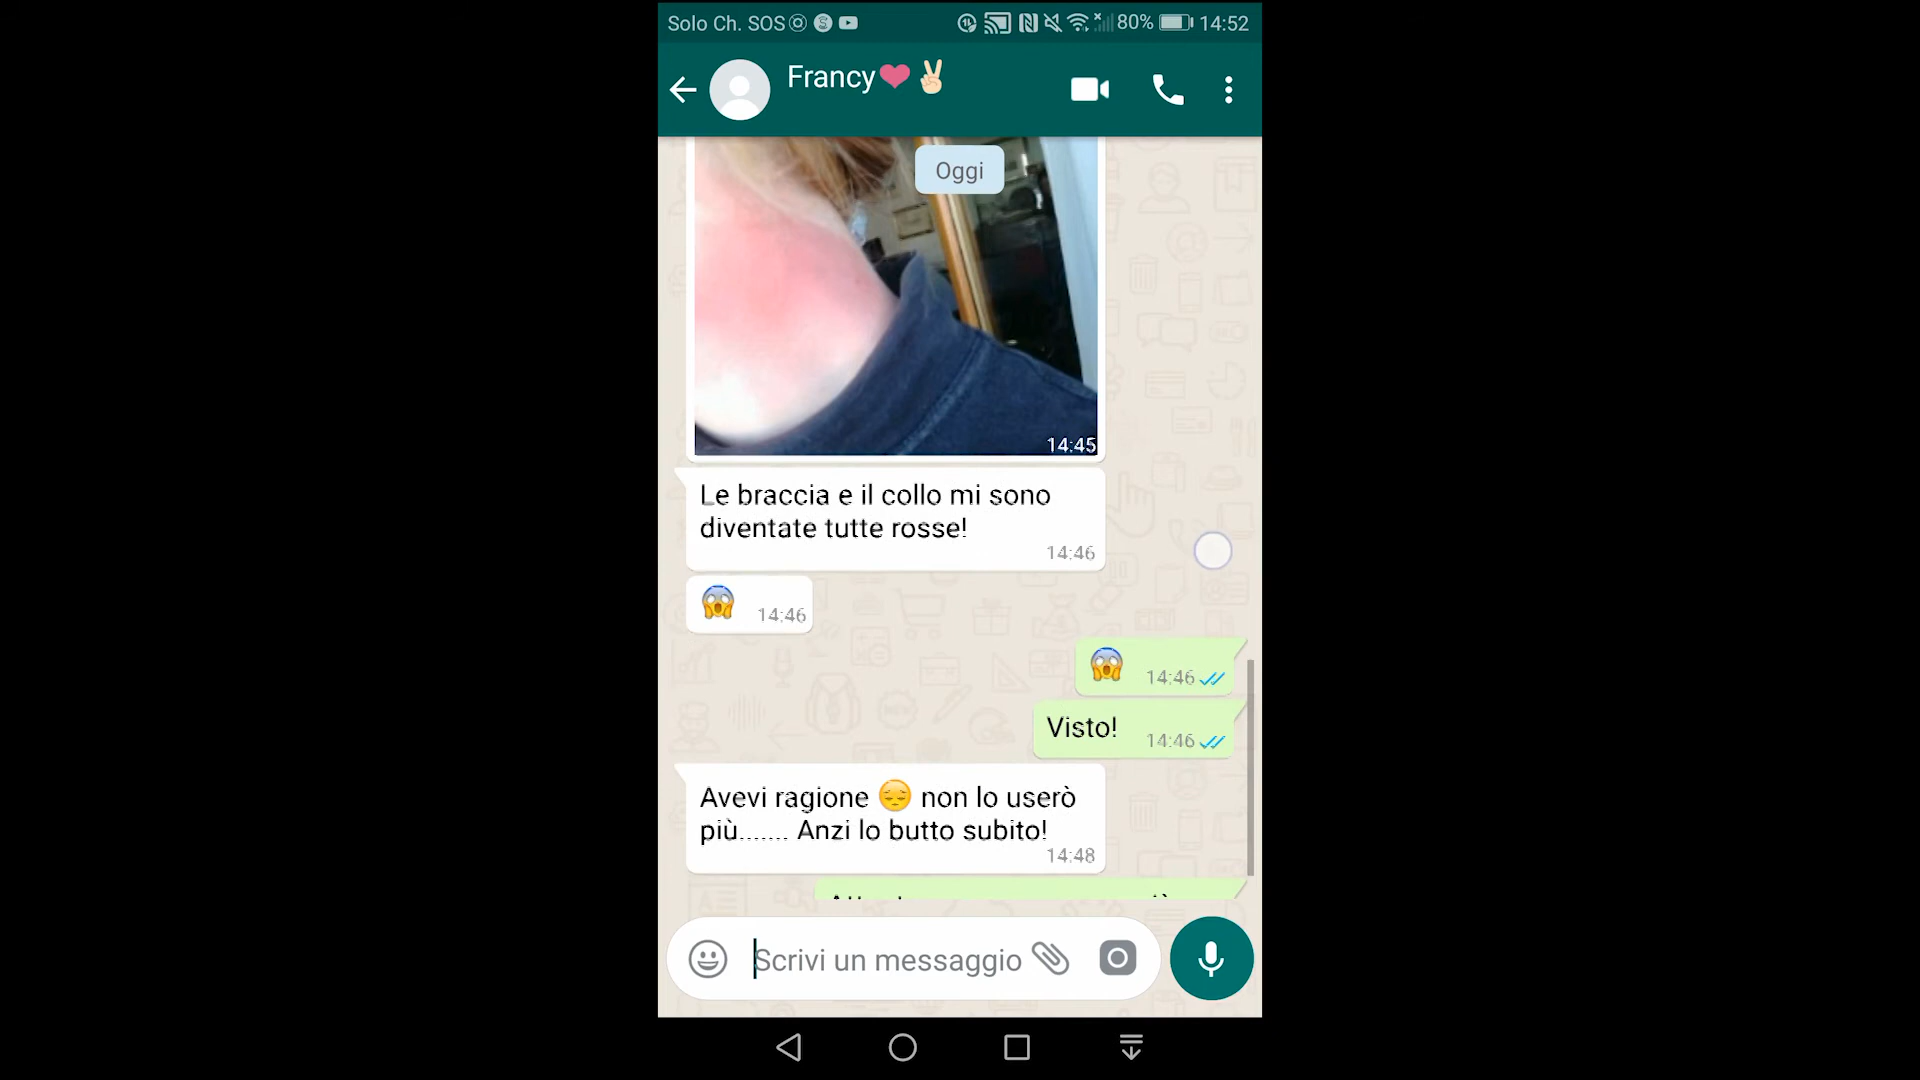 Solo Ch. SOS 80% 14:52
Francy❤️✌🏻
Oggi
14:45
Le braccia e il collo mi sono
diventate tutte rosse!
14:46
😱 14:46
😱 14:46
Visto! 14:46
Avevi ragione 😔 non lo userò
più....... Anzi lo butto subito!
14:48
Scrivi un messaggio